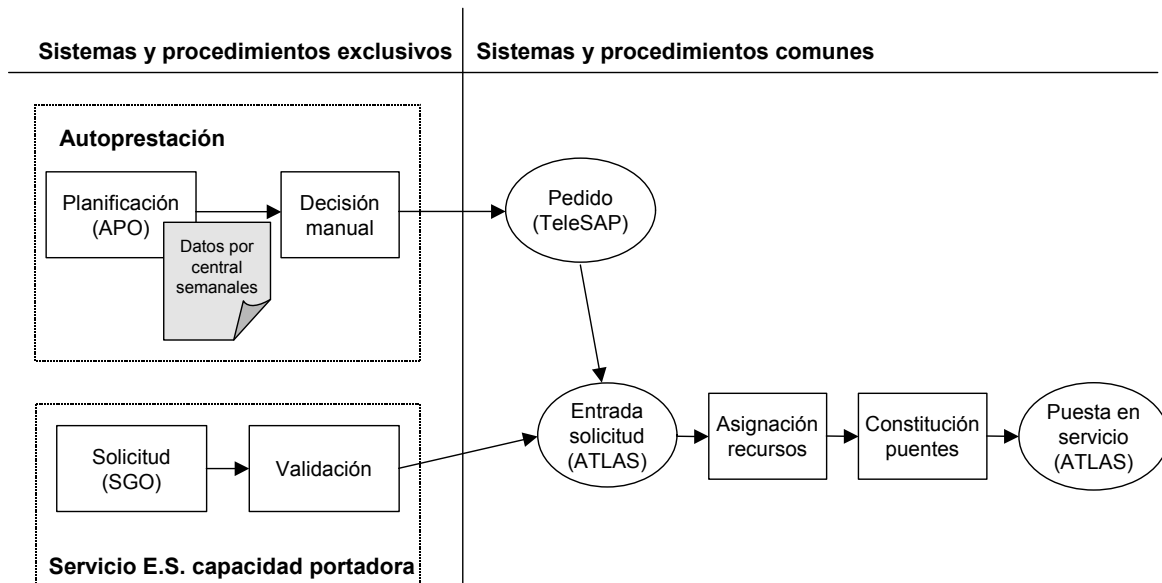 Sistemas y procedimientos exclusivos
Sistemas y procedimientos comunes
Autoprestación
Planificación
(APO)
Datos por
central
semanales
Decisión
manual
Pedido
(TeleSAP)
Solicitud
(SGO)
Validación
Entrada
solicitud
(ATLAS)
Asignación
recursos
Constitución
puentes
Puesta en
servicio
(ATLAS)
Servicio E.S. capacidad portadora